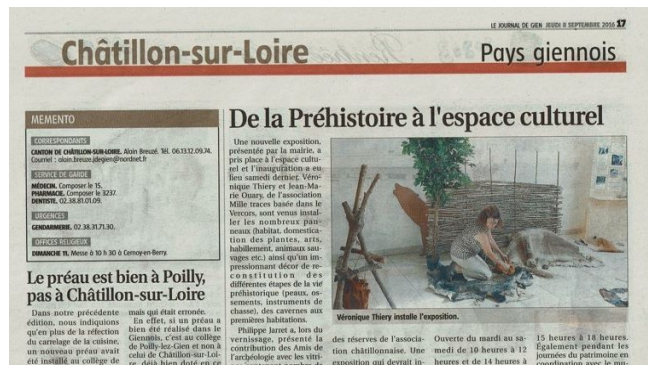 LE JOURNAL DE GIEN JEUDI 8 SEPTEMBRE 2016 17
Châtillon-sur-Loire
Pays giennois
MEMENTO
CORRESPONDANTS
CANTON DE CHÂTILLON-SUR-LOIRE. Alain Breuzé. Tél. 06.13.12.09.74.
Courriel : alain.breuze.jdegien@nordnet.fr
SERVICE DE GARDE
MÉDECIN. Composer le 15.
PHARMACIE. Composer le 3237.
DENTISTE. 02.38.81.01.09.
URGENCES
GENDARMERIE. 02.38.31.71.30.
OFFICES RELIGIEUX
DIMANCHE 11. Messe à 10 h 30 à Cernoy-en-Berry.
Le préau est bien à Poilly,
pas à Châtillon-sur-Loire
Dans notre précédente
édition, nous indiquions
qu'en plus de la réfection
du carrelage de la cuisine,
un nouveau préau avait
été installé au collège de
mais qui était erronée.
En effet, si un préau a
bien été réalisé dans le
Giennois, c'est au collège
de Poilly-lez-Gien et non à
celui de Châtillon-sur-Loi-
re, déjà bien doté en ce
De la Préhistoire à l'espace culturel
Une nouvelle exposition,
présentée par la mairie, a
pris place à l'espace cultu-
rel et l'inauguration a eu
lieu samedi dernier. Véro-
nique Thiery et Jean-Ma-
rie Ouary, de l'association
Mille traces basée dans le
Vercors, sont venus instal-
ler les nombreux pan-
neaux (habitat, domestica-
tion des plantes, arts,
habillement, animaux sau-
vages etc.) ainsi qu'un im-
pressionnant décor de re-
constitution des
différentes étapes de la vie
préhistorique (peaux, os-
sements, instruments de
chasse), des cavernes aux
premières habitations.
Philippe Jarret a, lors du
vernissage, présenté la
contribution des Amis de
l'archéologie avec les vitri-
Véronique Thiery installe l'exposition.
des réserves de l'associa-
tion châtillonnaise. Une
exposition qui devrait in-
Ouverte du mardi au sa-
medi de 10 heures à 12
heures et de 14 heures à
15 heures à 18 heures.
Également pendant les
journées du patrimoine en
coordination avec le mu-